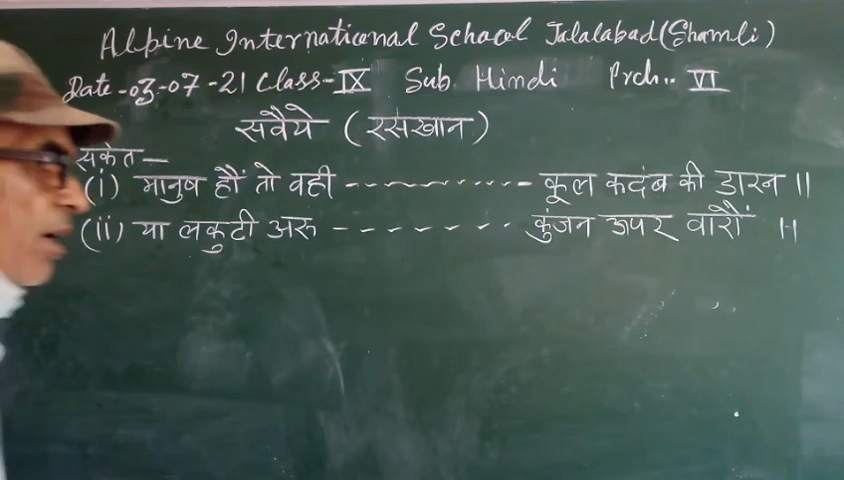 Alpine International School Jalalabad (Shamli)
Date-03-07-21 Class-IX Sub Hindi Prch.. VI
सवैये (रसखान)
संकेत—
(i) मानुष हौं तो वही ----------- कूल कदंब की डारन ॥
(ii) या लकुटी अरु -------- कुंजन ऊपर वारौं ॥